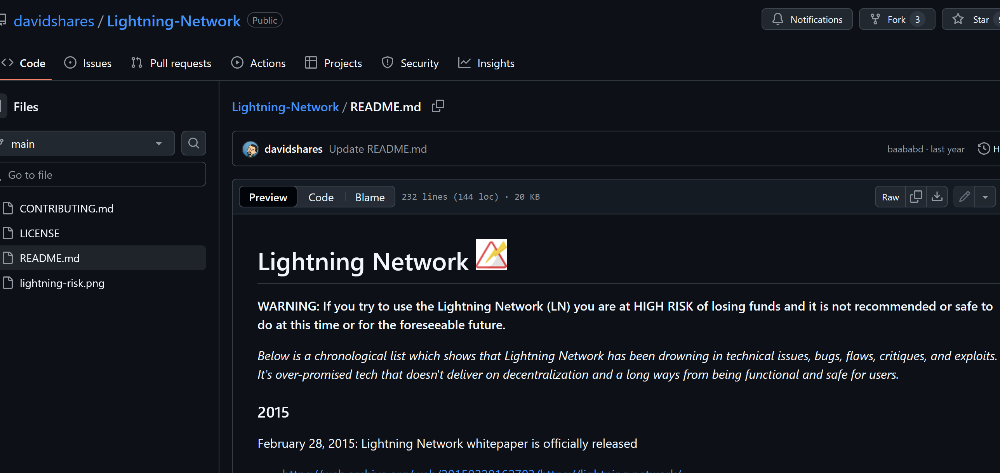 davidshares / Lightning-Network Public
Notifications Fork 3 Star
Code Issues Pull requests Actions Projects Security Insights
Files
main
Go to file
CONTRIBUTING.md
LICENSE
README.md
lightning-risk.png
Lightning-Network / README.md
davidshares Update README.md baababd · last year
Preview Code Blame 232 lines (144 loc) · 20 KB Raw
Lightning Network
WARNING: If you try to use the Lightning Network (LN) you are at HIGH RISK of losing funds and it is not recommended or safe to
do at this time or for the foreseeable future.
Below is a chronological list which shows that Lightning Network has been drowning in technical issues, bugs, flaws, critiques, and exploits.
It's over-promised tech that doesn't deliver on decentralization and a long ways from being functional and safe for users.
2015
February 28, 2015: Lightning Network whitepaper is officially released